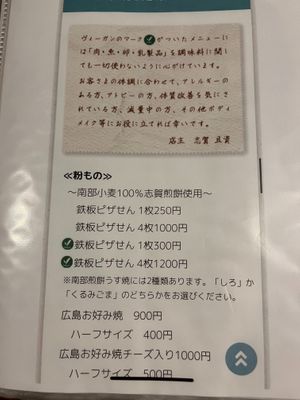 ヴィーガンのマーク がついたメニューに
は「肉・魚・卵・乳製品」を調味料に関し
ても一切使わないように心がけています。
お客さまの体調に合わせて、アレルギーの
ある方、アトピーの方、体質改善を気にさ
れている方、減量中の方、その他ボディ
メイク等にお役に立てれば幸いです。
店主 志賀 且資
≪粉もの≫
〜南部小麦100%志賀煎餅使用〜
鉄板ピザせん 1枚250円
鉄板ピザせん 4枚1000円
鉄板ピザせん 1枚300円
鉄板ピザせん 4枚1200円
※南部煎餅うす焼には2種類あります。「しろ」か
「くるみごま」のどちらかをお選びください。
広島お好み焼 900円
ハーフサイズ 400円
広島お好み焼チーズ入り1000円
ハーフサイズ 500円